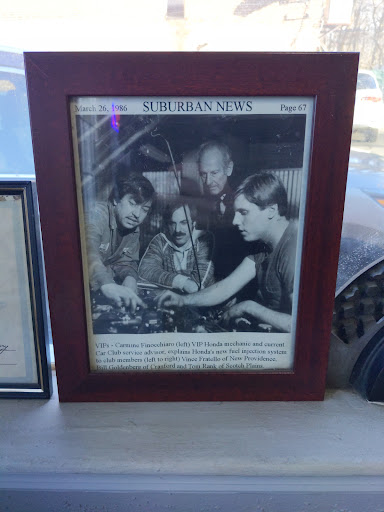 March 26, 1986 SUBURBAN NEWS Page 67
VIPs - Carmine Finocchiaro (left) VIP Honda mechanic and current
Car Club service advisor, explains Honda's new fuel injection system
to club members (left to right) Vince Fratello of New Providence,
Bill Goldenberg of Cranford and Tom Rank of Scotch Plains.